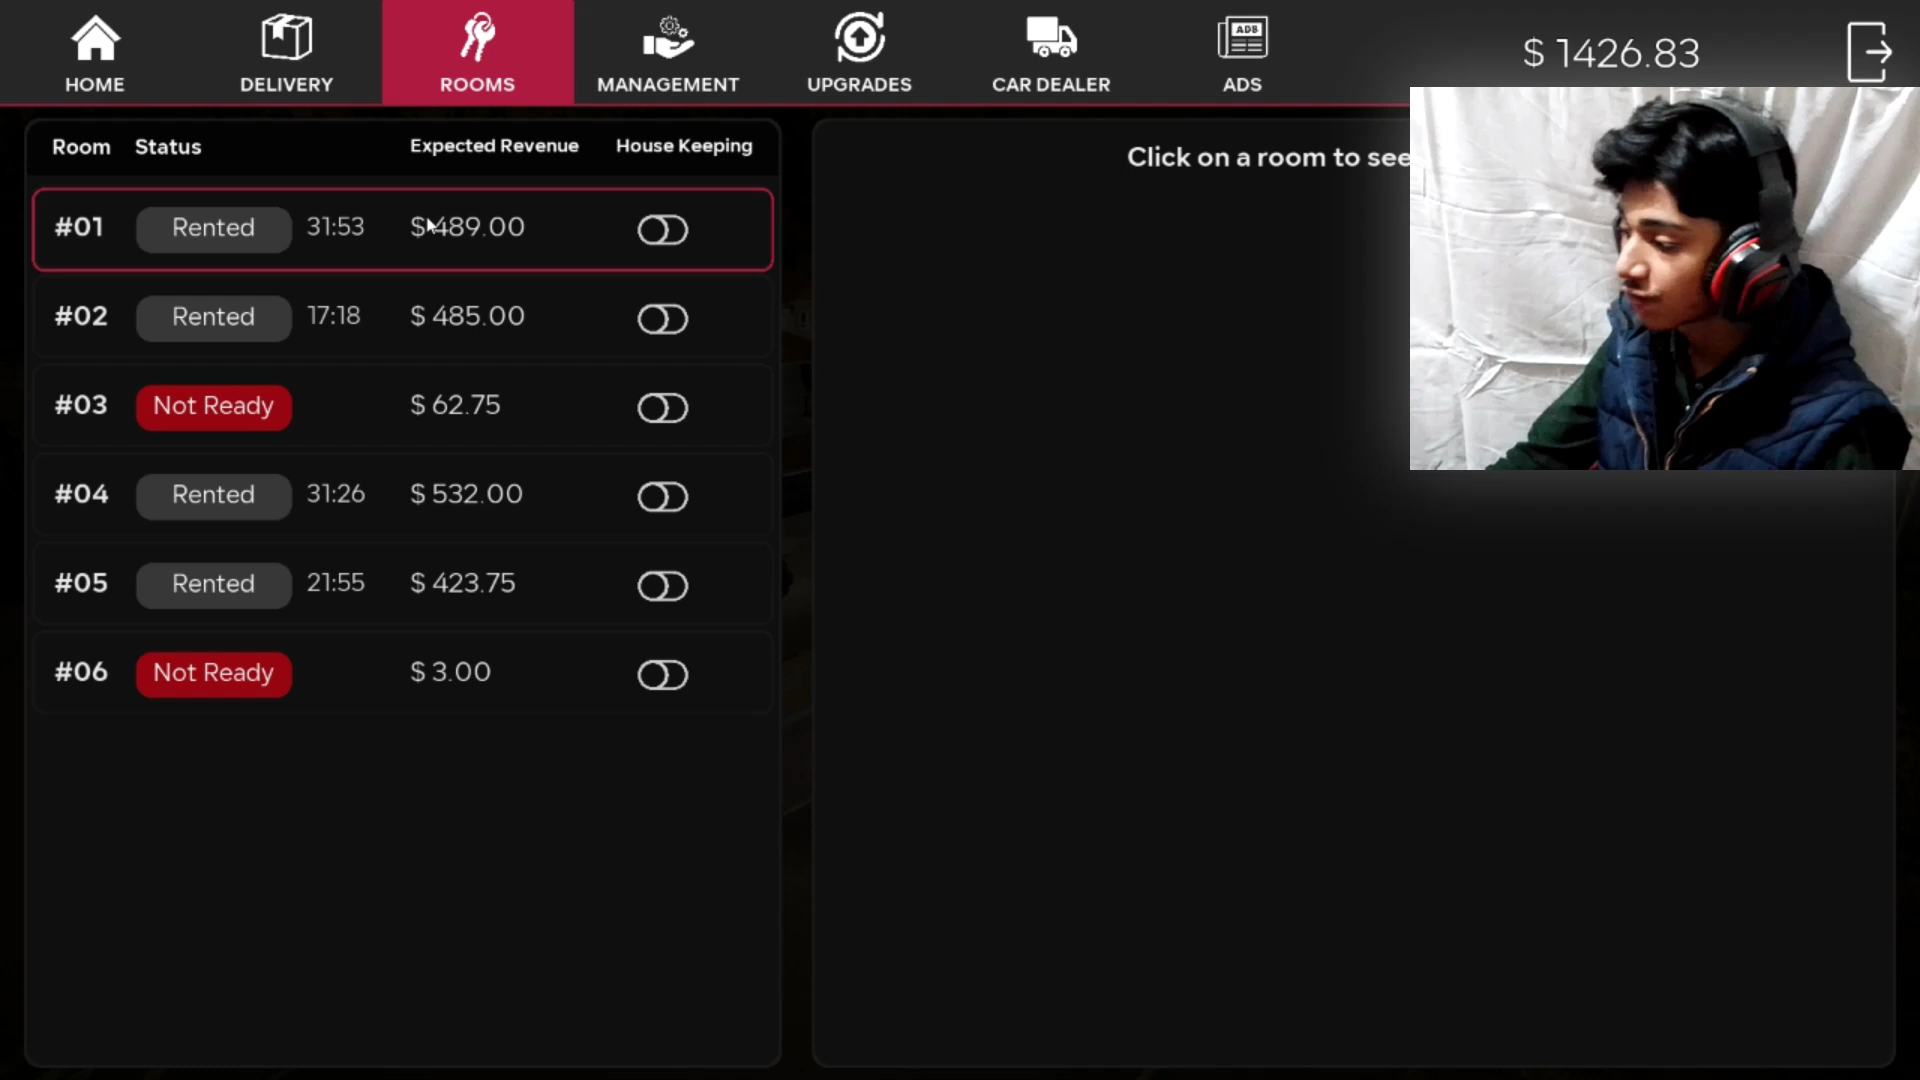 HOME
DELIVERY
ROOMS
MANAGEMENT
UPGRADES
CAR DEALER
ADS
ADS
$ 1426.83
Room Status Expected Revenue House Keeping
#01 Rented 31:53 $ 489.00
#02 Rented 17:18 $ 485.00
#03 Not Ready $ 62.75
#04 Rented 31:26 $ 532.00
#05 Rented 21:55 $ 423.75
#06 Not Ready $ 3.00
Click on a room to see